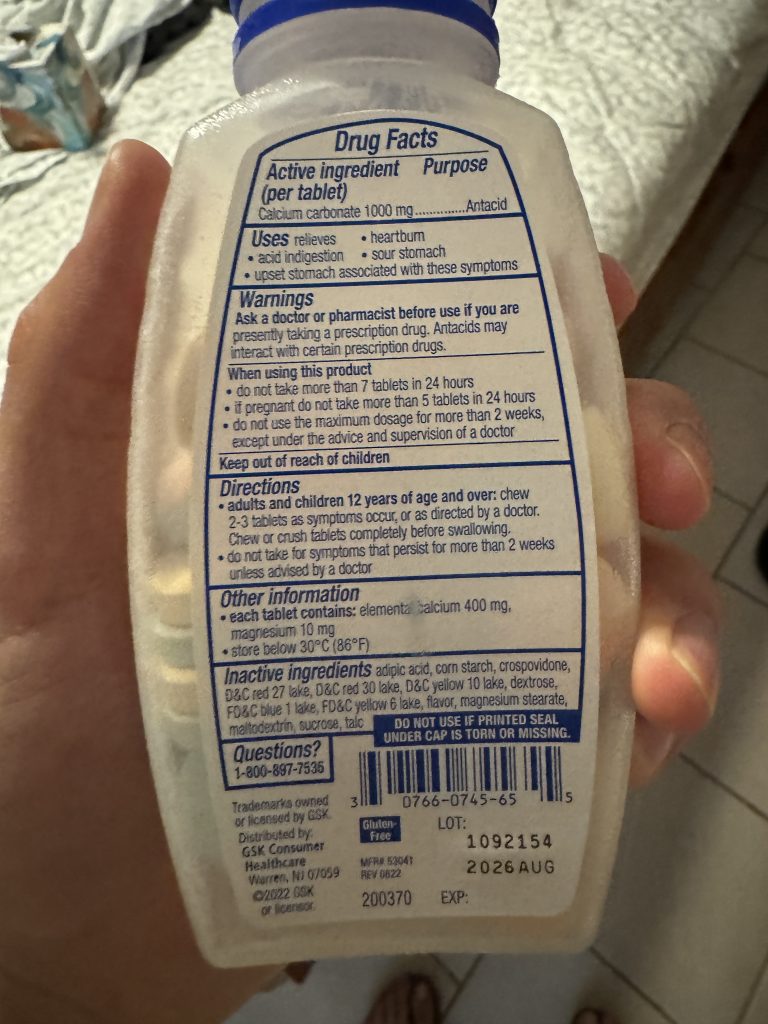 Drug Facts
Active ingredient Purpose
(per tablet)
Calcium carbonate 1000 mg.............Antacid
Uses relieves • heartburn
• acid indigestion • sour stomach
• upset stomach associated with these symptoms
Warnings
Ask a doctor or pharmacist before use if you are
presently taking a prescription drug. Antacids may
interact with certain prescription drugs.
When using this product
• do not take more than 7 tablets in 24 hours
• if pregnant do not take more than 5 tablets in 24 hours
• do not use the maximum dosage for more than 2 weeks,
except under the advice and supervision of a doctor
Keep out of reach of children
Directions
• adults and children 12 years of age and over: chew
2-3 tablets as symptoms occur, or as directed by a doctor.
Chew or crush tablets completely before swallowing.
• do not take for symptoms that persist for more than 2 weeks
unless advised by a doctor
Other information
• each tablet contains: elemental calcium 400 mg,
magnesium 10 mg
• store below 30°C (86°F)
Inactive ingredients adipic acid, corn starch, crospovidone,
D&C red 27 lake, D&C red 30 lake, D&C yellow 10 lake, dextrose,
FD&C blue 1 lake, FD&C yellow 6 lake, flavor, magnesium stearate,
maltodextrin, sucrose, talc
DO NOT USE IF PRINTED SEAL
UNDER CAP IS TORN OR MISSING.
Questions?
1-800-897-7535
3 0766-0745-65 5
Trademarks owned
or licensed by GSK.
Distributed by:
GSK Consumer
Healthcare
Warren, NJ 07059
©2022 GSK
or licensor.
Gluten-
Free
MFR# 53041
REV 0622
200370
LOT:
1092154
2026 AUG
EXP: